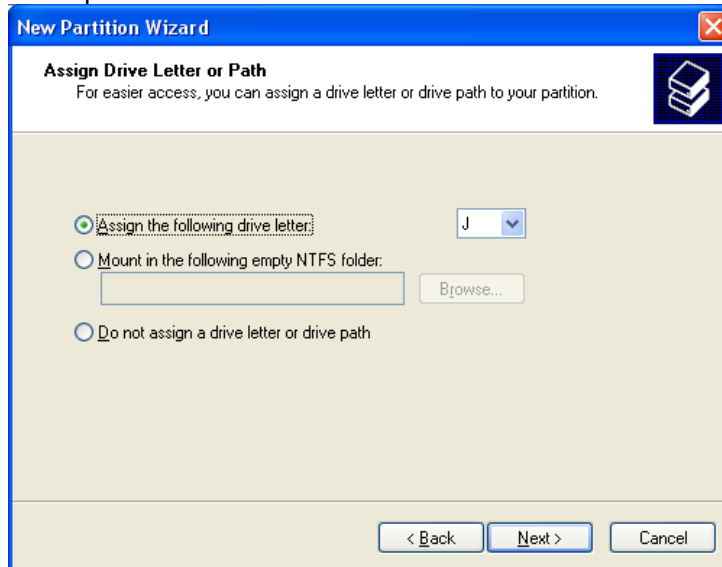 New Partition Wizard
Assign Drive Letter or Path
For easier access, you can assign a drive letter or drive path to your partition.
Assign the following drive letter:
J
Mount in the following empty NTFS folder:
Browse...
Do not assign a drive letter or drive path
< Back
Next >
Cancel